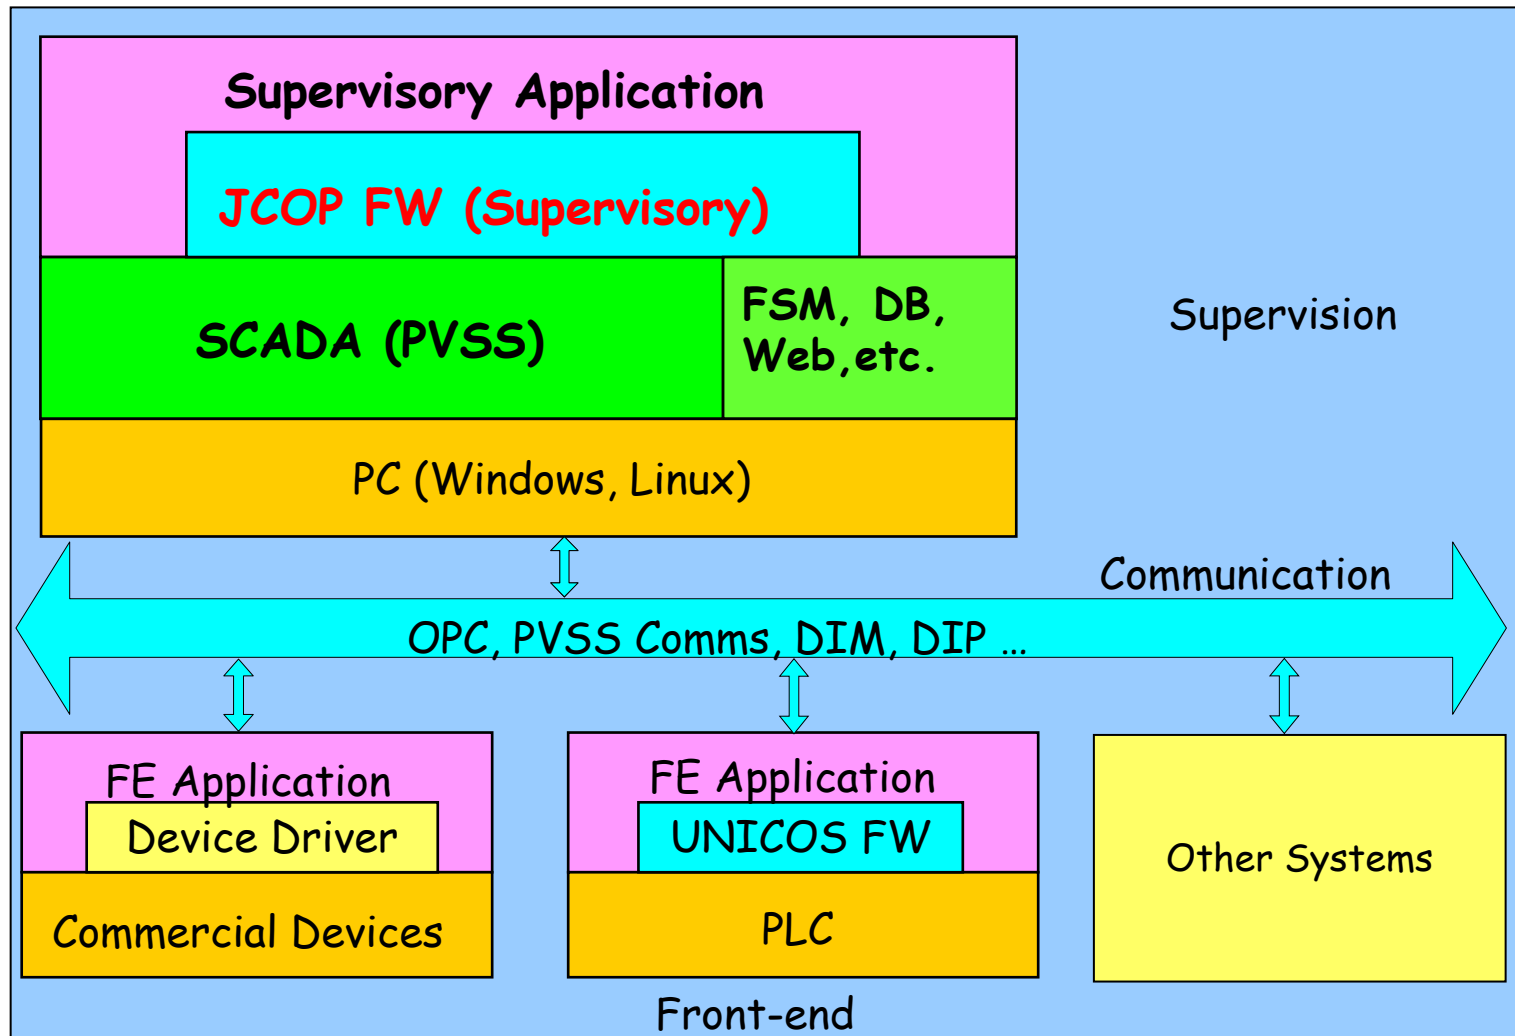 Supervisory Application
JCOP FW (Supervisory)
SCADA (PVSS)
FSM, DB,
Web,etc.
Supervision
PC (Windows, Linux)
Communication
OPC, PVSS Comms, DIM, DIP ...
FE Application
Device Driver
Commercial Devices
FE Application
UNICOS FW
PLC
Other Systems
Front-end